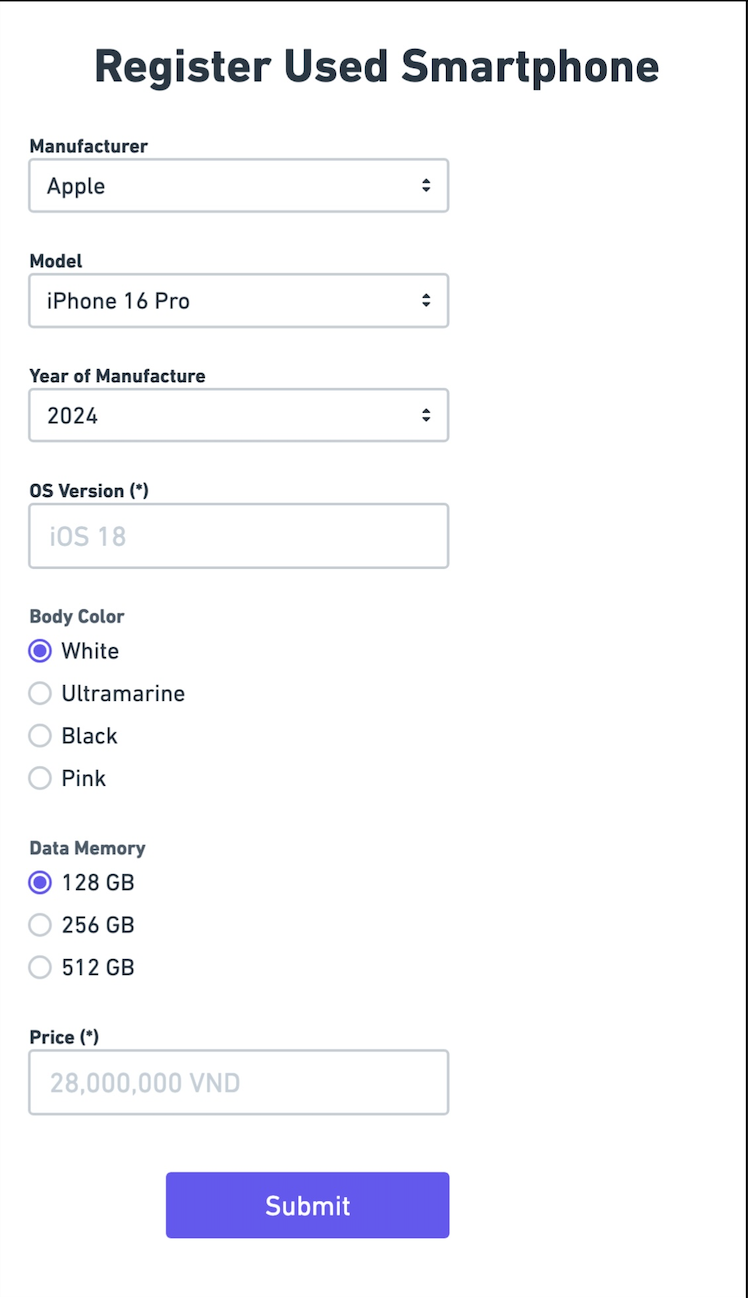 Register Used Smartphone
Manufacturer
Apple
Model
iPhone 16 Pro
Year of Manufacture
2024
OS Version (*)
iOS 18
Body Color
White
Ultramarine
Black
Pink
Data Memory
128 GB
256 GB
512 GB
Price (*)
28,000,000 VND
Submit